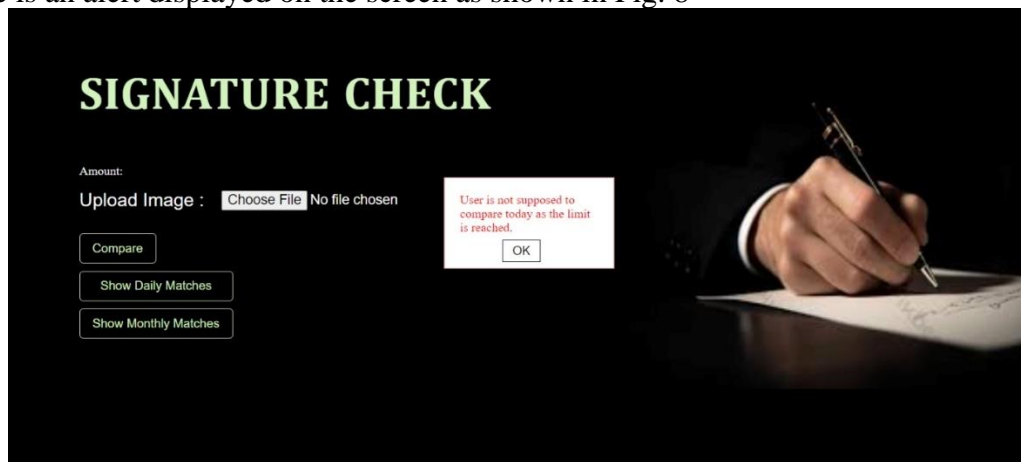 is an alert displayed on the screen as shown in Fig. 8
SIGNATURE CHECK
Amount:
Upload Image : Choose File No file chosen
User is not supposed to
compare today as the limit
is reached.
OK
Compare
Show Daily Matches
Show Monthly Matches